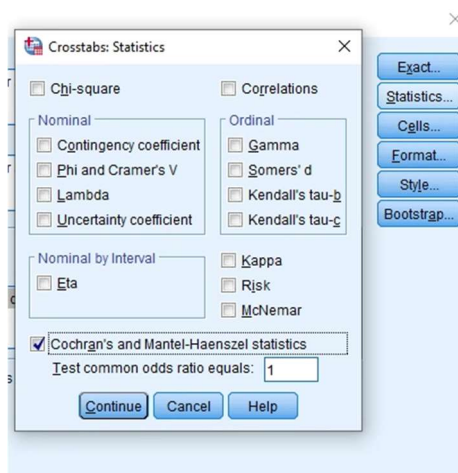 Crosstabs: Statistics
Exact...
Statistics...
Cells...
Format...
Style...
Bootstrap...
Chi-square
Correlations
Nominal
Contingency coefficient
Phi and Cramer's V
Lambda
Uncertainty coefficient
Ordinal
Gamma
Somers' d
Kendall's tau-b
Kendall's tau-c
Nominal by Interval
Eta
Kappa
Risk
McNemar
Cochran's and Mantel-Haenszel statistics
Test common odds ratio equals: 1
Continue Cancel Help